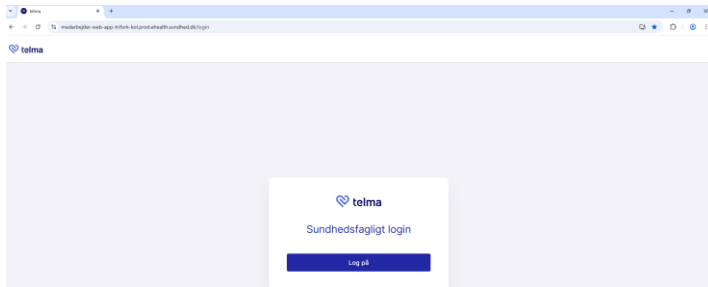 telma
medarbejder-web-app-trifork-kol.prod.ehealth.sundhed.dk/login
telma
telma
Sundhedsfagligt login
Log på